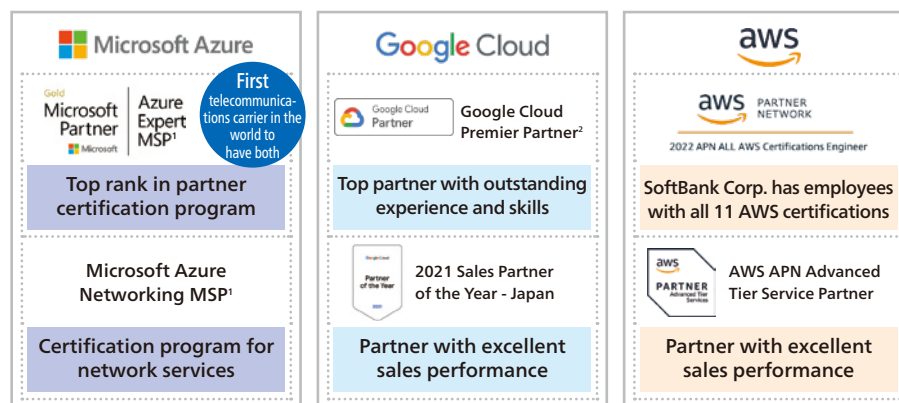 Microsoft Azure
Gold
Microsoft
Partner
Microsoft
Azure
Expert
MSP¹
First
telecommunica-
tions carrier in the
world to
have both
Top rank in partner
certification program
Microsoft Azure
Networking MSP¹
Certification program for
network services
Google Cloud
Google Cloud
Partner
Google Cloud
Premier Partner²
Top partner with outstanding
experience and skills
Google Cloud
Partner
of the Year
2021 Sales Partner
of the Year - Japan
Partner with excellent
sales performance
aws
aws
PARTNER
NETWORK
2022 APN ALL AWS Certifications Engineer
SoftBank Corp. has employees
with all 11 AWS certifications
aws
PARTNER
Advanced Tier
Services
AWS APN Advanced
Tier Service Partner
Partner with excellent
sales performance